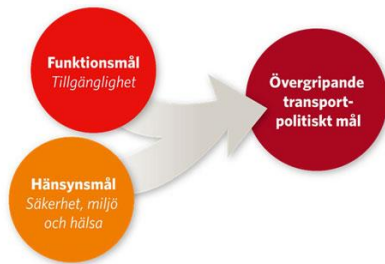 Funktionsmål
Tillgänglighet
Hänsynsmål
Säkerhet, miljö
och hälsa
Övergripande
transport-
politiskt mål